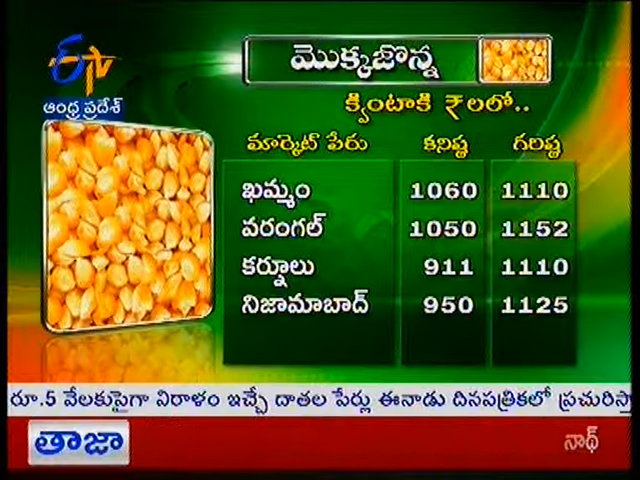 ETV
ఆంధ్ర ప్రదేశ్
మొక్కజొన్న
క్వింటాకి ₹లలో..
మార్కెట్ పేరు కనిష్ఠ గరిష్ఠ
ఖమ్మం 1060 1110
వరంగల్ 1050 1152
కర్నూలు 911 1110
నిజామాబాద్ 950 1125
రూ.5 వేలకుపైగా విరాళం ఇచ్చే దాతల పేర్లు ఈనాడు దినపత్రికలో ప్రచురిస్తా
తాజా
నాథ్